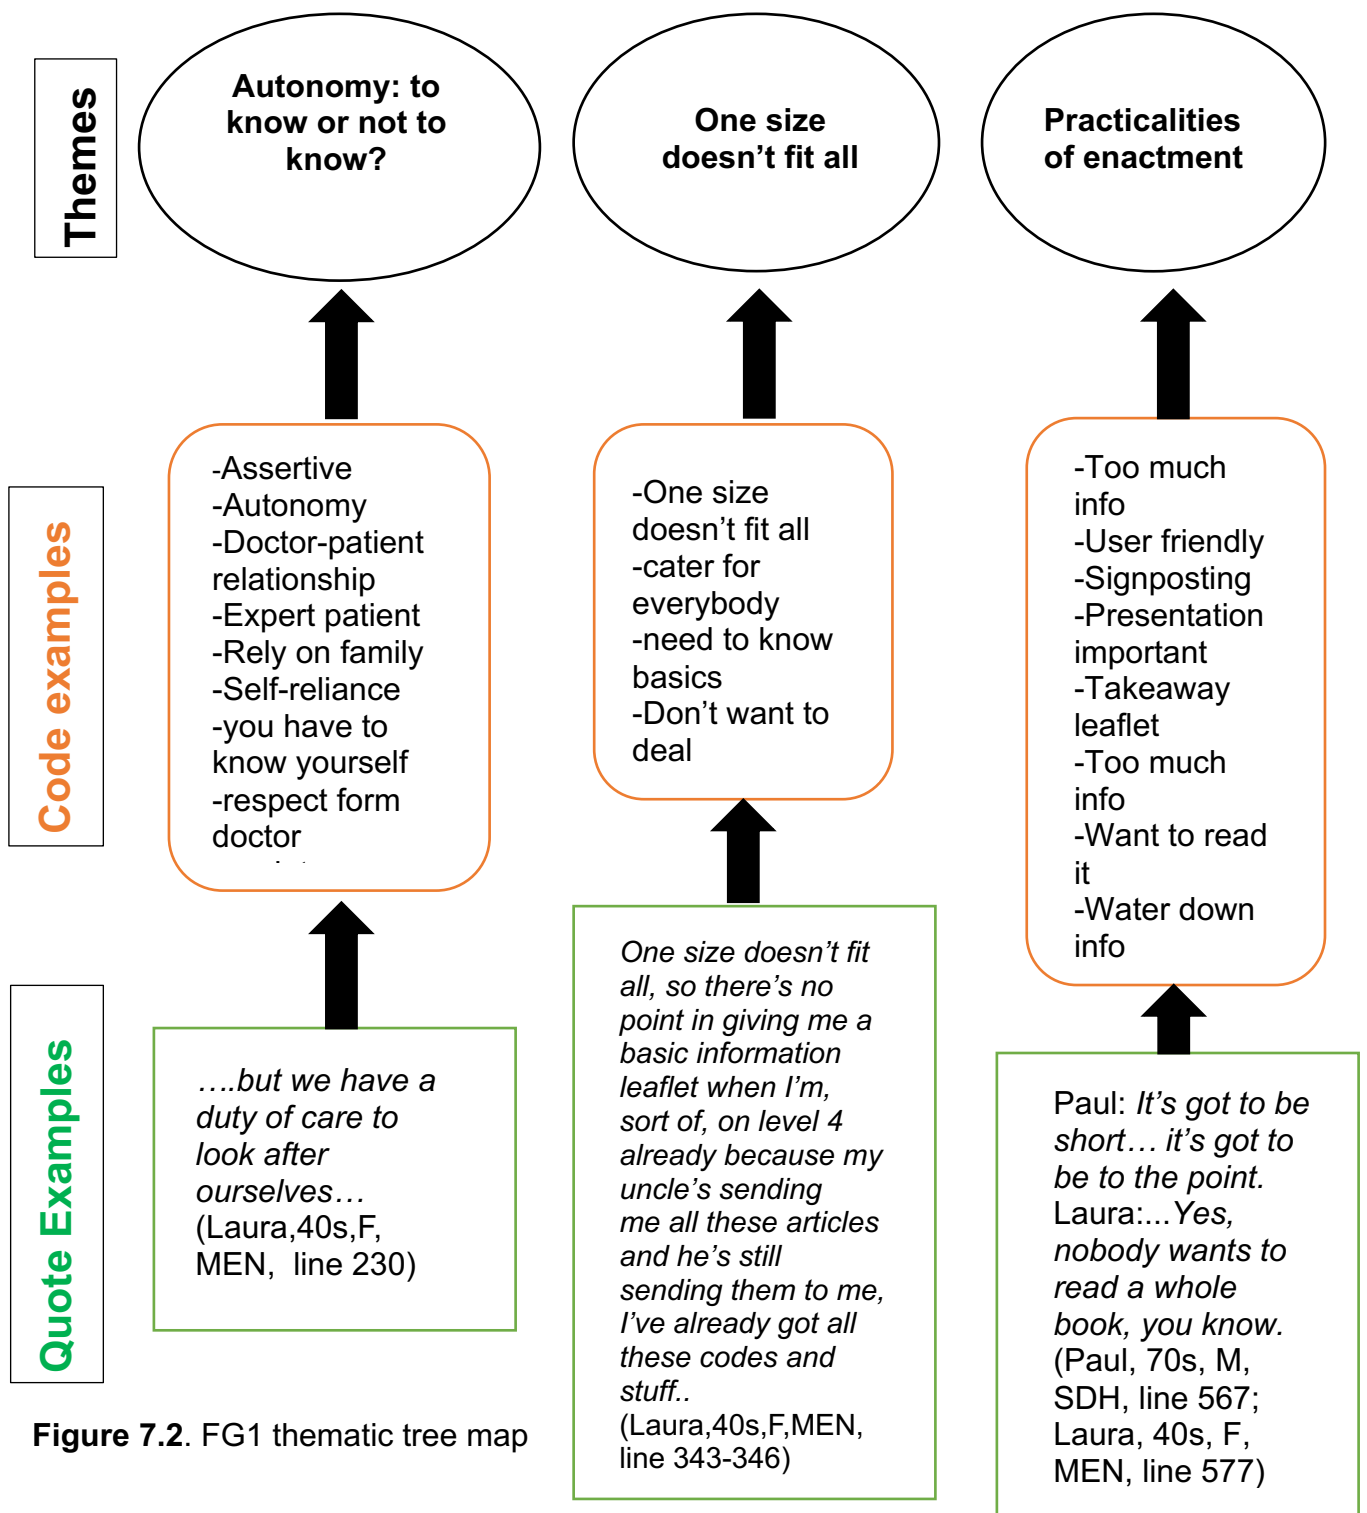 Themes
Autonomy: to
know or not to
know?
One size
doesn't fit all
Practicalities
of enactment
Code examples
-Assertive
-Autonomy
-Doctor-patient
relationship
-Expert patient
-Rely on family
-Self-reliance
-you have to
know yourself
-respect form
doctor
-One size
doesn't fit all
-cater for
everybody
-need to know
basics
-Don't want to
deal
-Too much
info
-User friendly
-Signposting
-Presentation
important
-Takeaway
leaflet
-Too much
info
-Want to read
it
-Water down
info
Quote Examples
….but we have a
duty of care to
look after
ourselves…
(Laura,40s,F,
MEN, line 230)
One size doesn't fit
all, so there's no
point in giving me a
basic information
leaflet when I'm,
sort of, on level 4
already because my
uncle's sending
me all these articles
and he's still
sending them to me,
I've already got all
these codes and
stuff..
(Laura,40s,F,MEN,
line 343-346)
Paul: It's got to be
short… it's got to
be to the point.
Laura:...Yes,
nobody wants to
read a whole
book, you know.
(Paul, 70s, M,
SDH, line 567;
Laura, 40s, F,
MEN, line 577)
Figure 7.2. FG1 thematic tree map